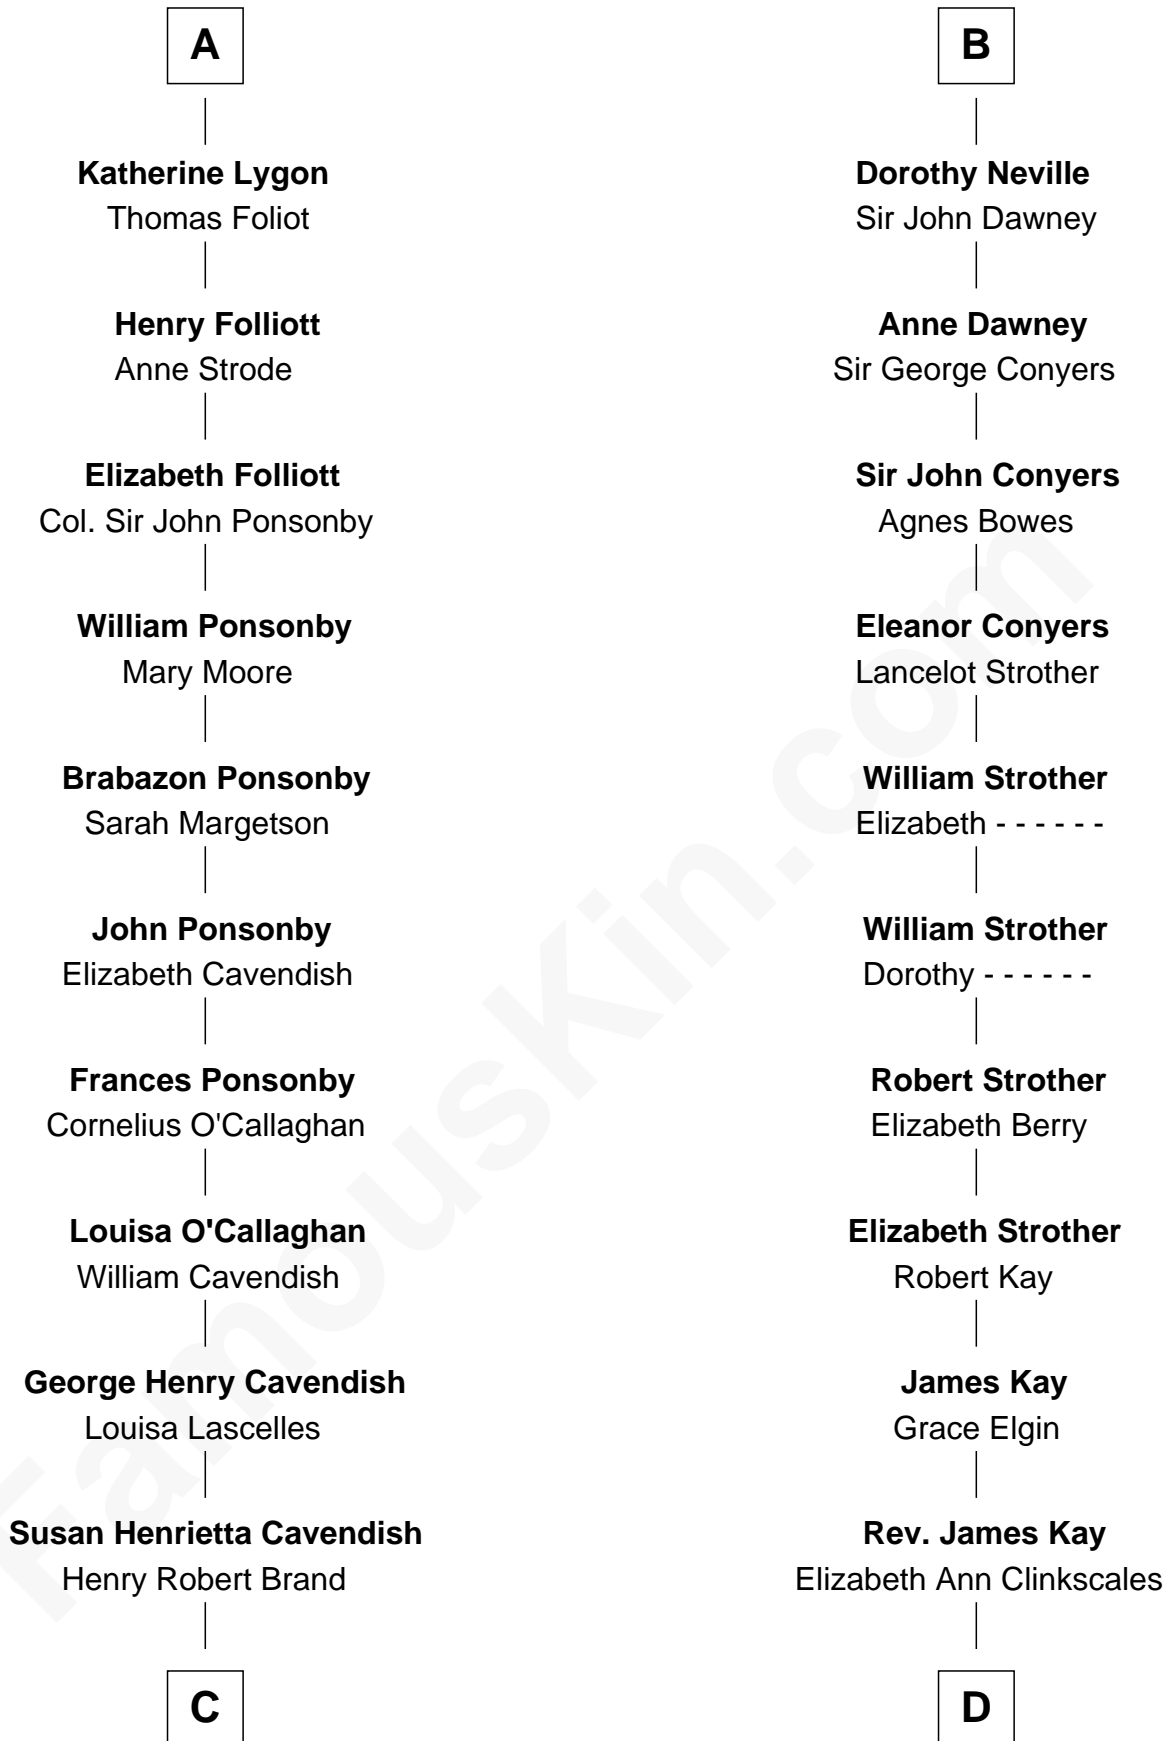 A
Katherine Lygon
Thomas Foliot
Henry Folliott
Anne Strode
Elizabeth Folliott
Col. Sir John Ponsonby
William Ponsonby
Mary Moore
Brabazon Ponsonby
Sarah Margetson
John Ponsonby
Elizabeth Cavendish
Frances Ponsonby
Cornelius O'Callaghan
Louisa O'Callaghan
William Cavendish
George Henry Cavendish
Louisa Lascelles
Susan Henrietta Cavendish
Henry Robert Brand
C
B
Dorothy Neville
Sir John Dawney
Anne Dawney
Sir George Conyers
Sir John Conyers
Agnes Bowes
Eleanor Conyers
Lancelot Strother
William Strother
Elizabeth - - - - - -
William Strother
Dorothy - - - - - -
Robert Strother
Elizabeth Berry
Elizabeth Strother
Robert Kay
James Kay
Grace Elgin
Rev. James Kay
Elizabeth Ann Clinkscales
D
FamousKin.com